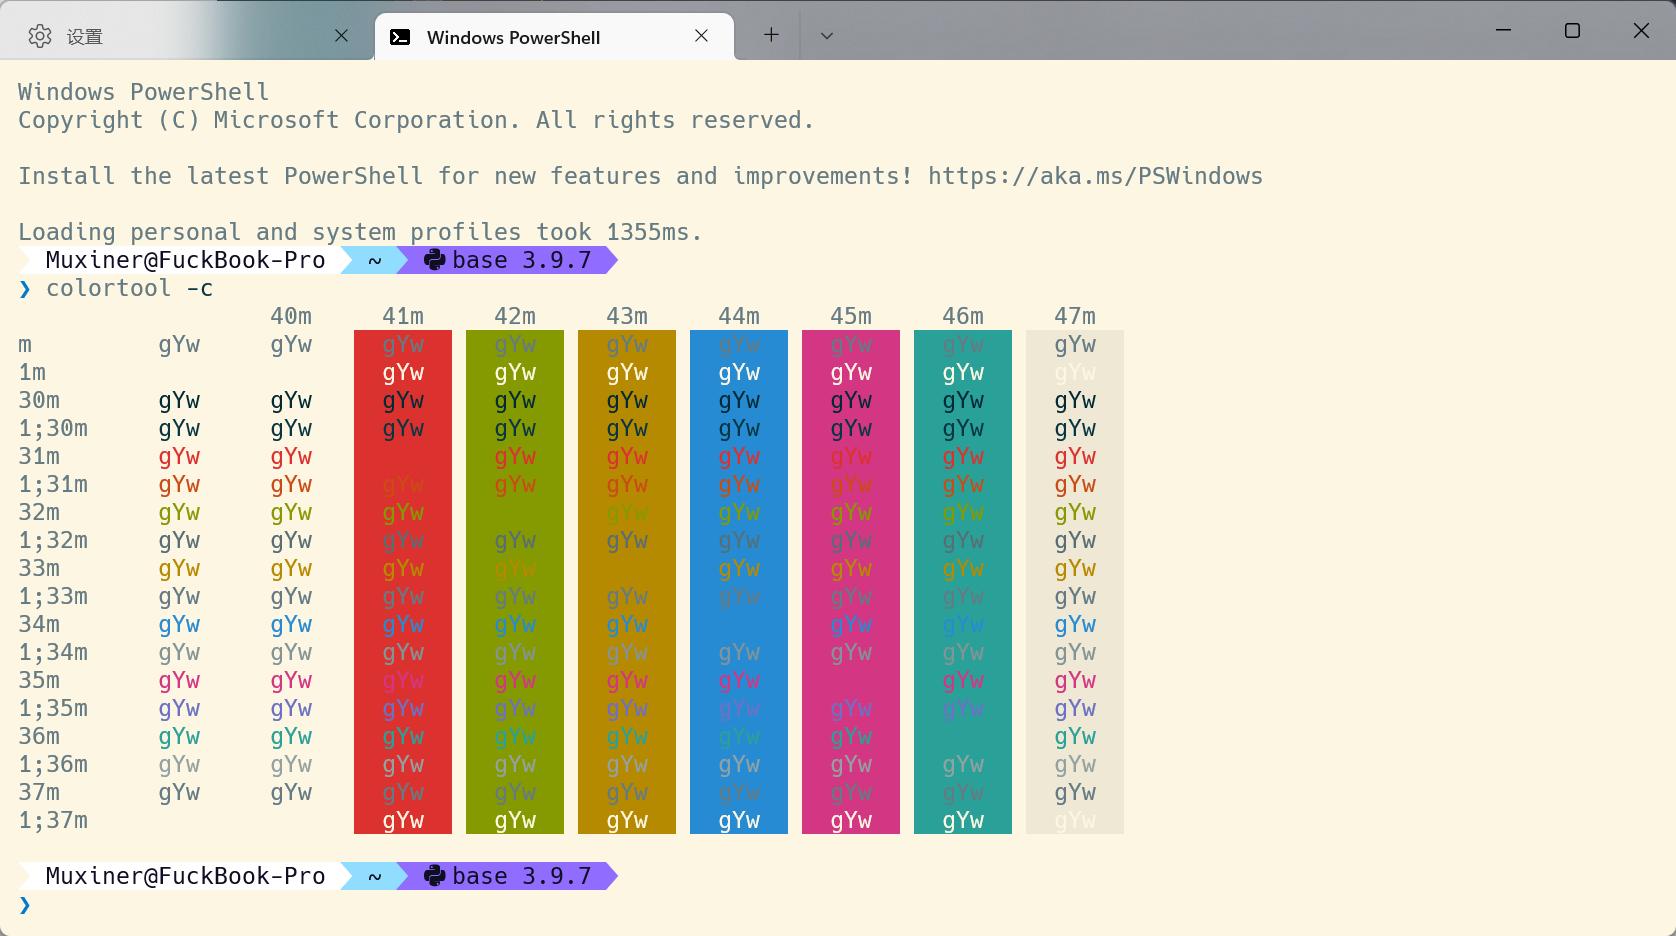 设置
Windows PowerShell
Windows PowerShell
Copyright (C) Microsoft Corporation. All rights reserved.
Install the latest PowerShell for new features and improvements! https://aka.ms/PSWindows
Loading personal and system profiles took 1355ms.
Muxiner@FuckBook-Pro ~ base 3.9.7
❯ colortool -c
40m 41m 42m 43m 44m 45m 46m 47m
m gYw gYw gYw gYw gYw gYw gYw gYw gYw
1m gYw gYw gYw gYw gYw gYw gYw
30m gYw gYw gYw gYw gYw gYw gYw gYw gYw
1;30m gYw gYw gYw gYw gYw gYw gYw gYw gYw
31m gYw gYw gYw gYw gYw gYw gYw gYw
1;31m gYw gYw gYw gYw gYw gYw gYw gYw gYw
32m gYw gYw gYw gYw gYw gYw gYw gYw
1;32m gYw gYw gYw gYw gYw gYw gYw gYw gYw
33m gYw gYw gYw gYw gYw gYw gYw gYw
1;33m gYw gYw gYw gYw gYw gYw gYw gYw gYw
34m gYw gYw gYw gYw gYw gYw gYw gYw
1;34m gYw gYw gYw gYw gYw gYw gYw gYw gYw
35m gYw gYw gYw gYw gYw gYw gYw gYw
1;35m gYw gYw gYw gYw gYw gYw gYw gYw gYw
36m gYw gYw gYw gYw gYw gYw gYw gYw
1;36m gYw gYw gYw gYw gYw gYw gYw gYw gYw
37m gYw gYw gYw gYw gYw gYw gYw gYw gYw
1;37m gYw gYw gYw gYw gYw gYw gYw
Muxiner@FuckBook-Pro ~ base 3.9.7
❯